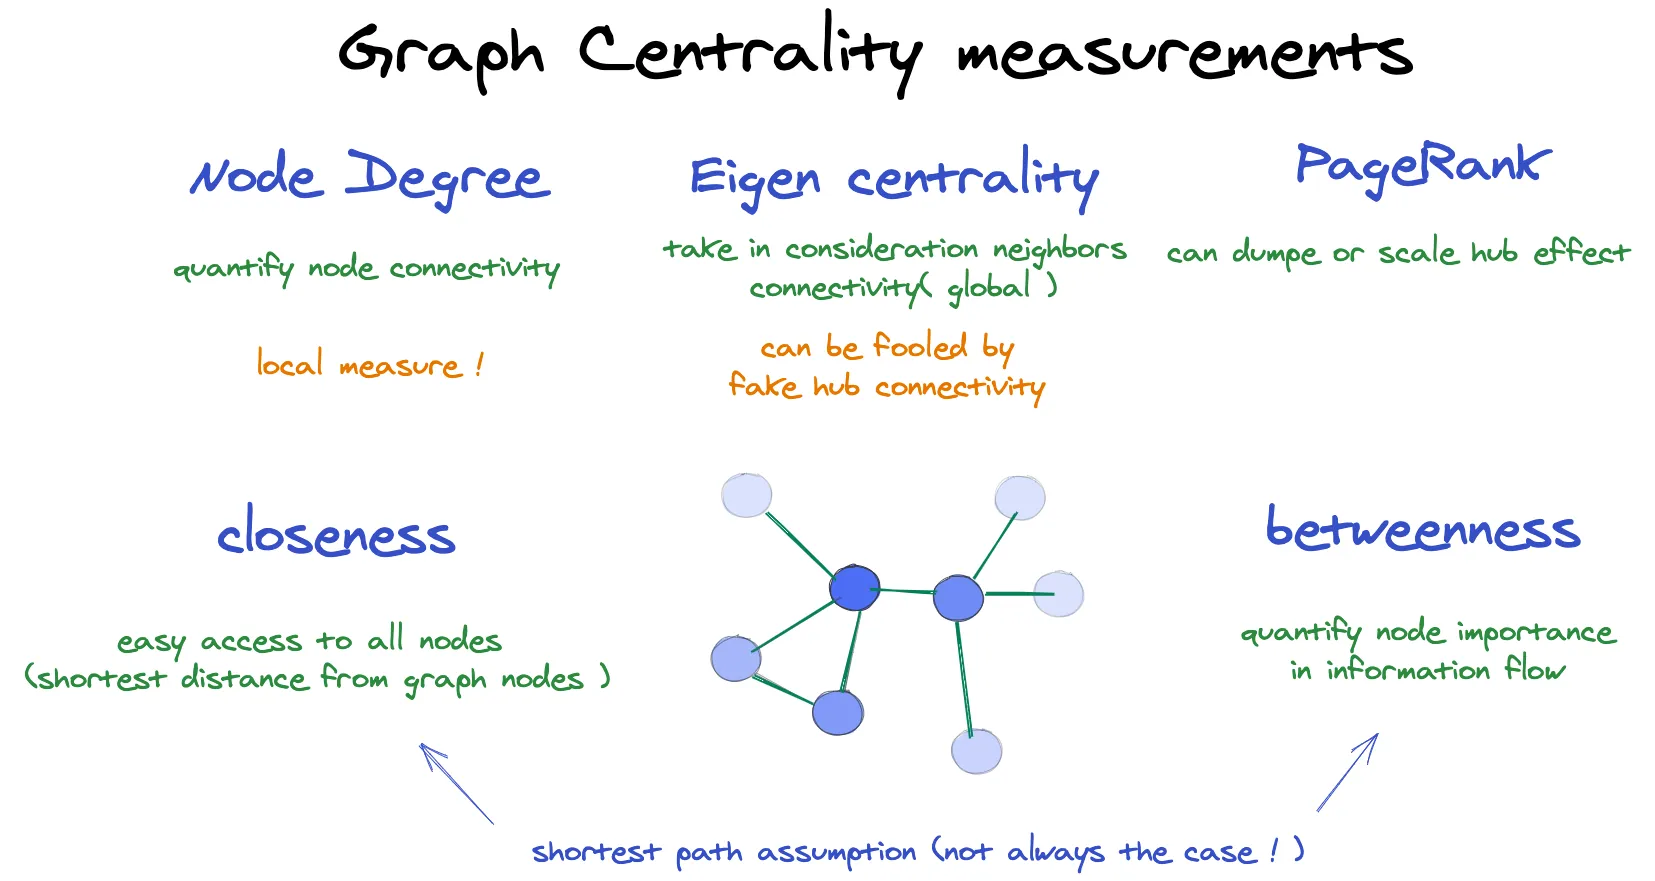 Graph Centrality measurements
Node Degree
quantify node connectivity
local measure !
Eigen centrality
take in consideration neighbors
connectivity( global )
can be fooled by
fake hub connectivity
PageRank
can dumpe or scale hub effect
closeness
easy access to all nodes
(shortest distance from graph nodes )
betweenness
quantify node importance
in information flow
shortest path assumption (not always the case ! )